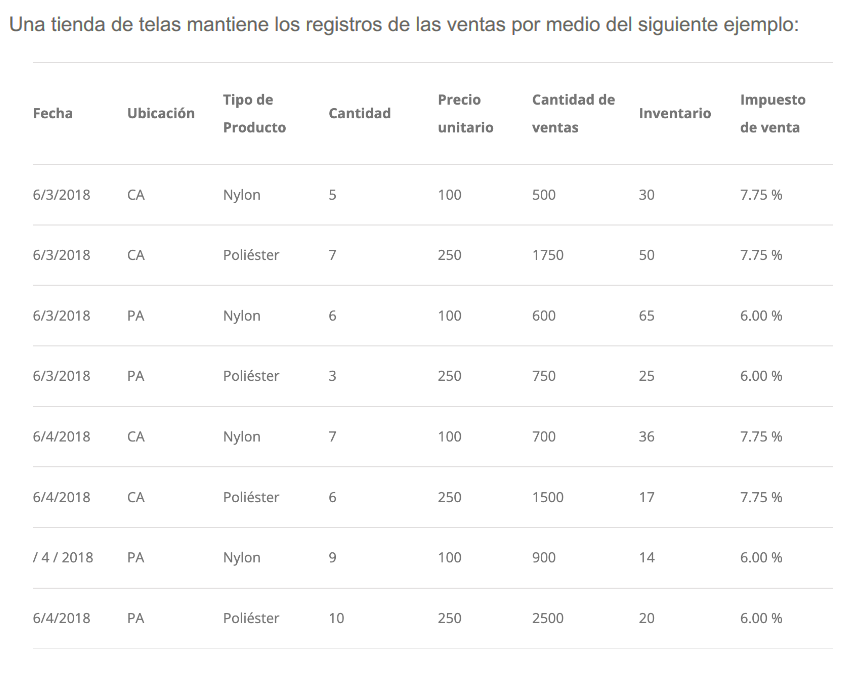 Una tienda de telas mantiene los registros de las ventas por medio del siguiente ejemplo:
Fecha Ubicación Tipo de Producto Cantidad Precio unitario Cantidad de ventas Inventario Impuesto de venta
6/3/2018 CA Nylon 5 100 500 30 7.75 %
6/3/2018 CA Poliéster 7 250 1750 50 7.75 %
6/3/2018 PA Nylon 6 100 600 65 6.00 %
6/3/2018 PA Poliéster 3 250 750 25 6.00 %
6/4/2018 CA Nylon 7 100 700 36 7.75 %
6/4/2018 CA Poliéster 6 250 1500 17 7.75 %
/ 4 / 2018 PA Nylon 9 100 900 14 6.00 %
6/4/2018 PA Poliéster 10 250 2500 20 6.00 %